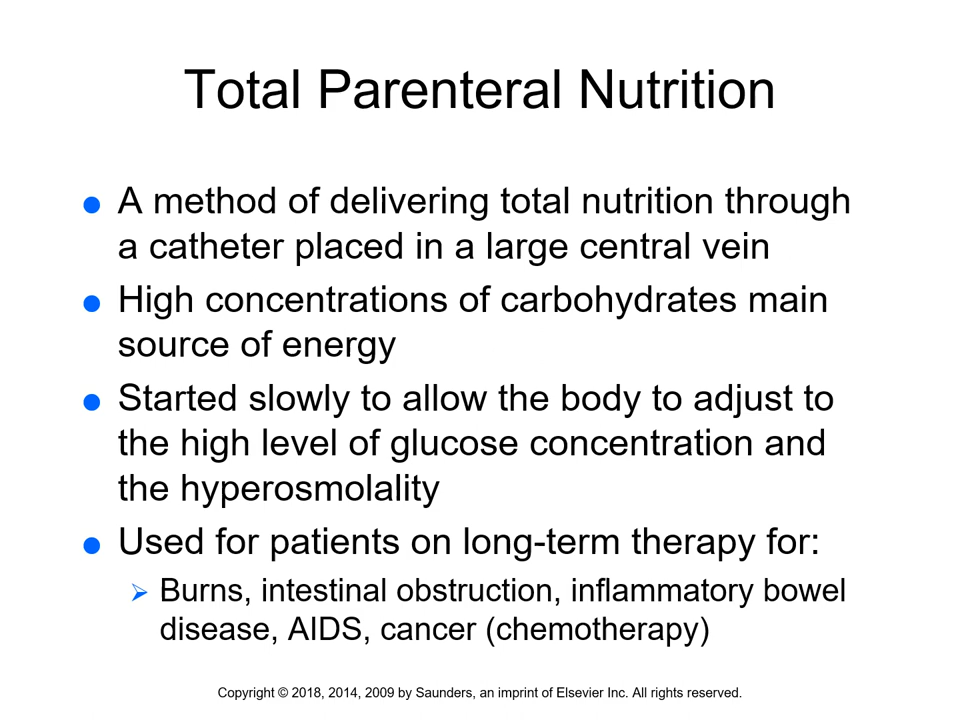 Total Parenteral Nutrition
● A method of delivering total nutrition through
a catheter placed in a large central vein
● High concentrations of carbohydrates main
source of energy
● Started slowly to allow the body to adjust to
the high level of glucose concentration and
the hyperosmolality
● Used for patients on long-term therapy for:
➢ Burns, intestinal obstruction, inflammatory bowel
disease, AIDS, cancer (chemotherapy)
Copyright © 2018, 2014, 2009 by Saunders, an imprint of Elsevier Inc. All rights reserved.